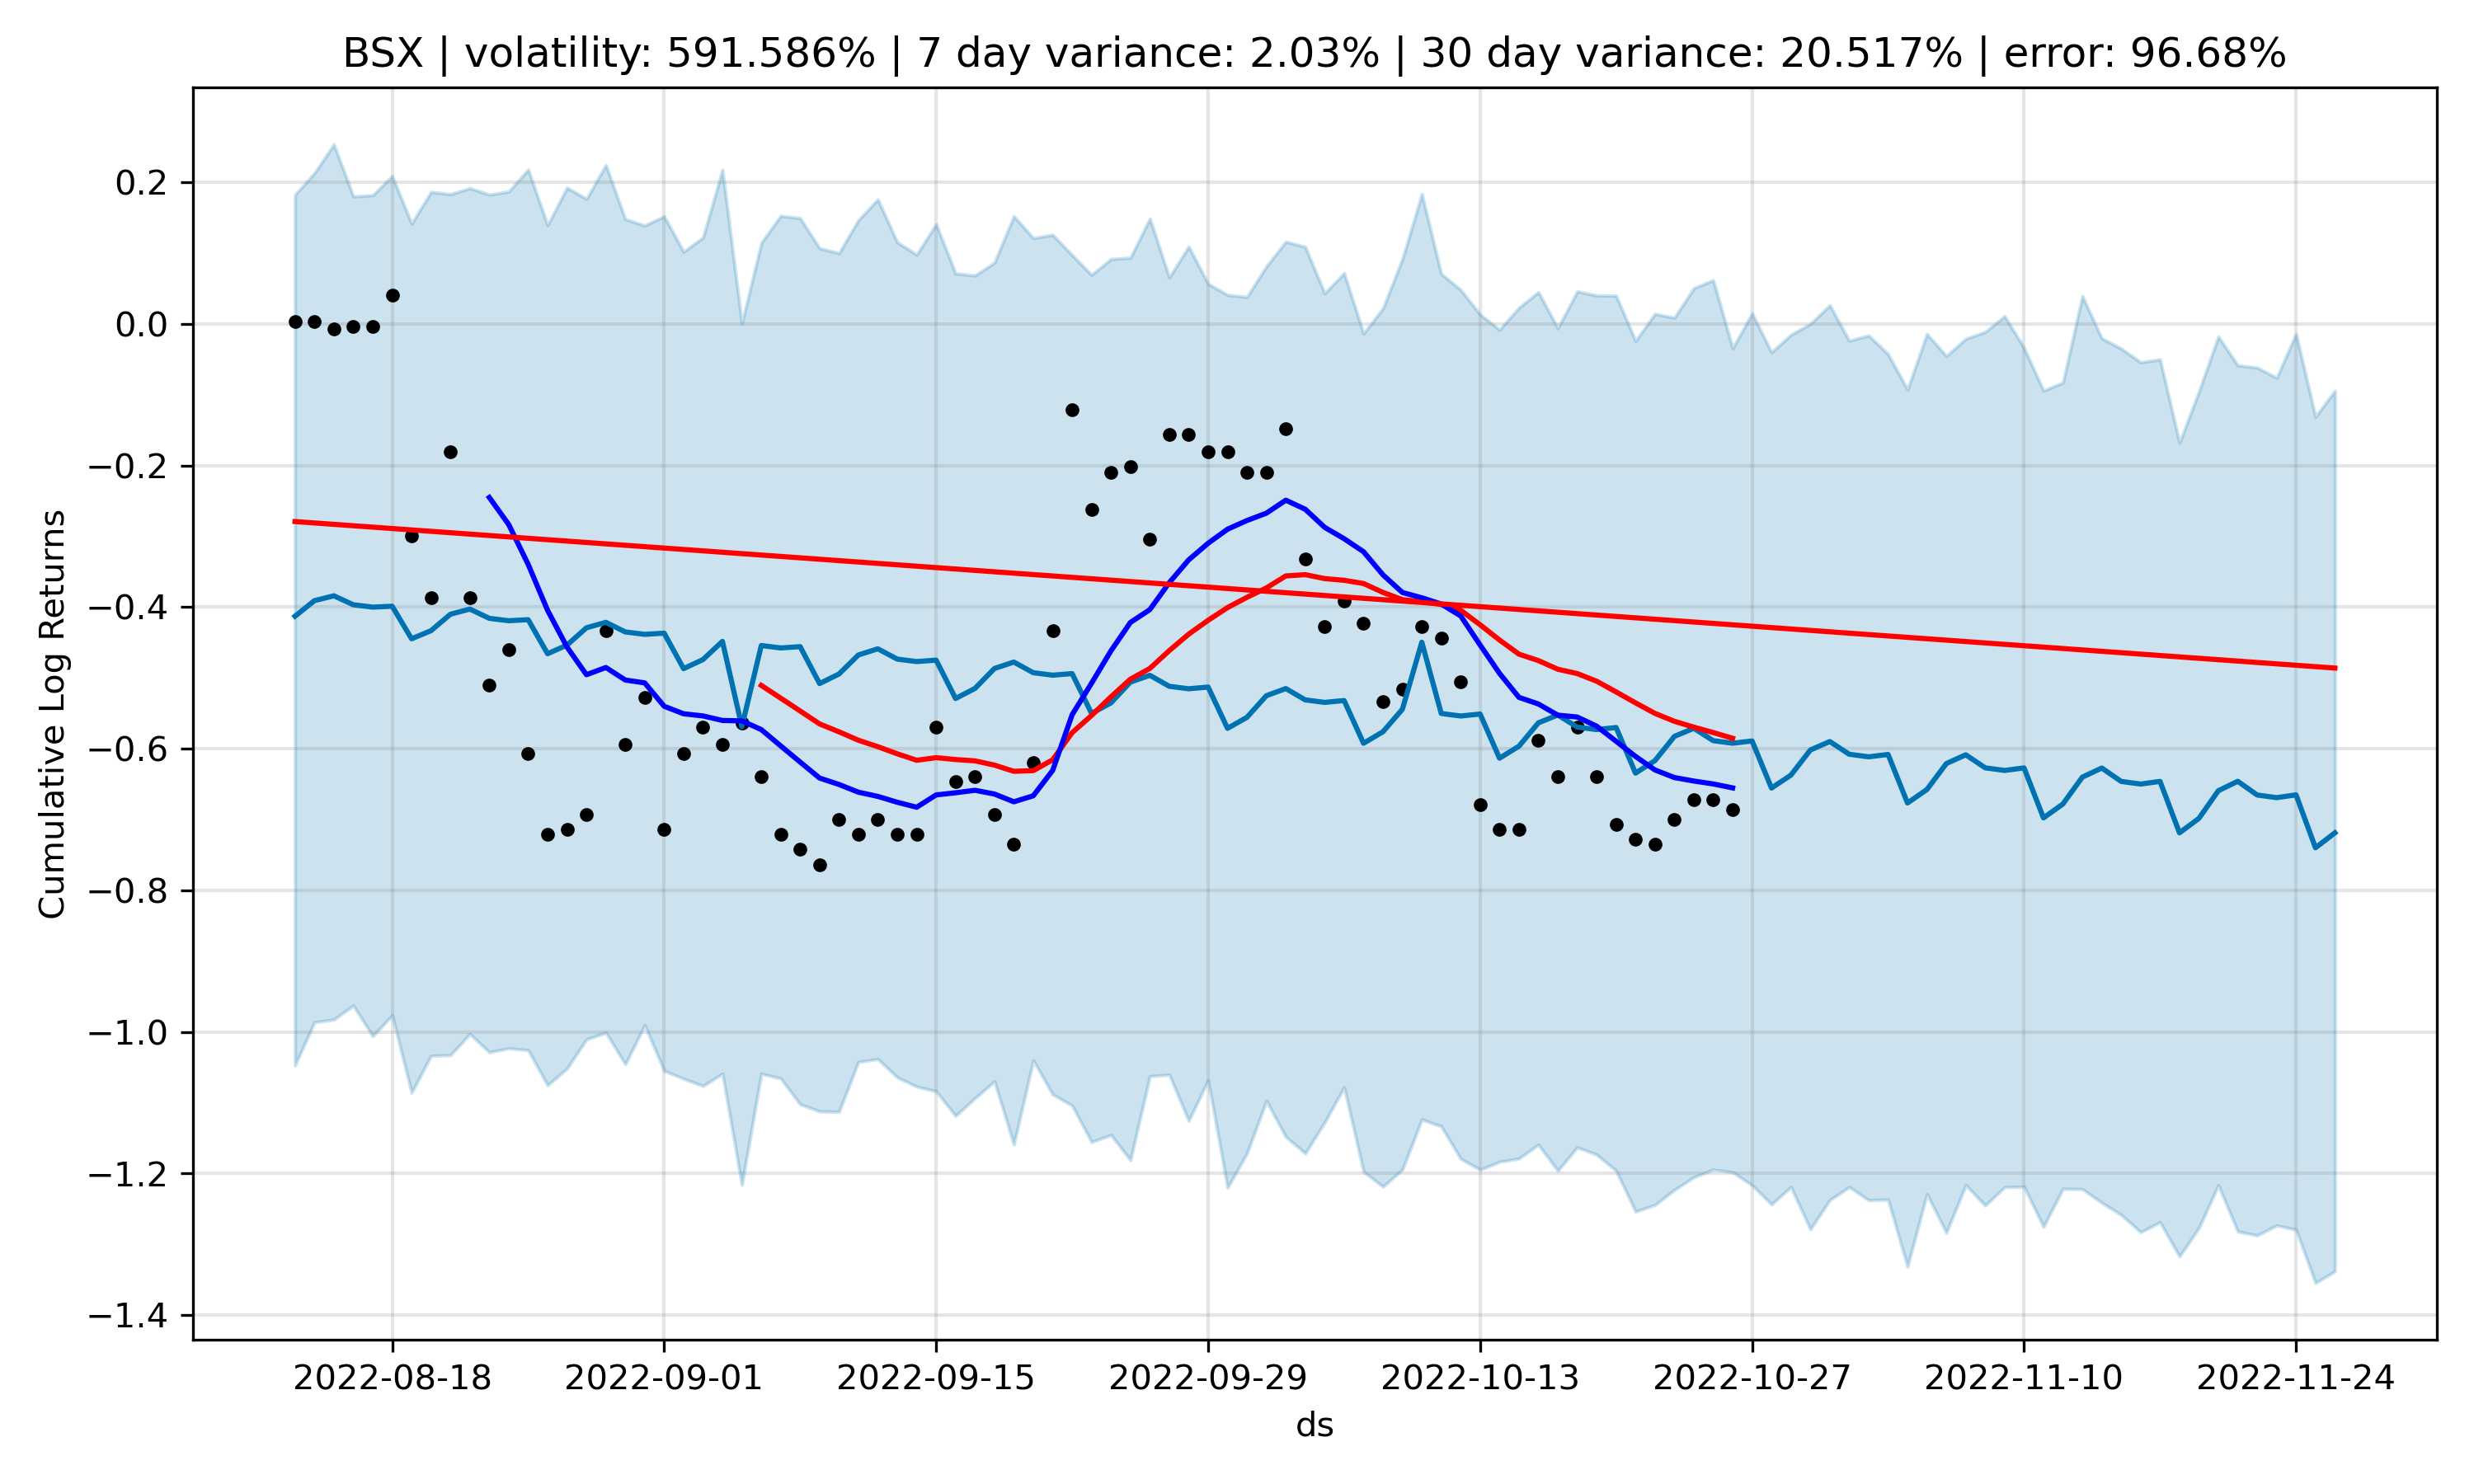 BSX | volatility: 591.586% | 7 day variance: 2.03% | 30 day variance: 20.517% | error: 96.68%
Cumulative Log Returns
0.2
0.0
−0.2
−0.4
−0.6
−0.8
−1.0
−1.2
−1.4
2022-08-18 2022-09-01 2022-09-15 2022-09-29 2022-10-13 2022-10-27 2022-11-10 2022-11-24
ds